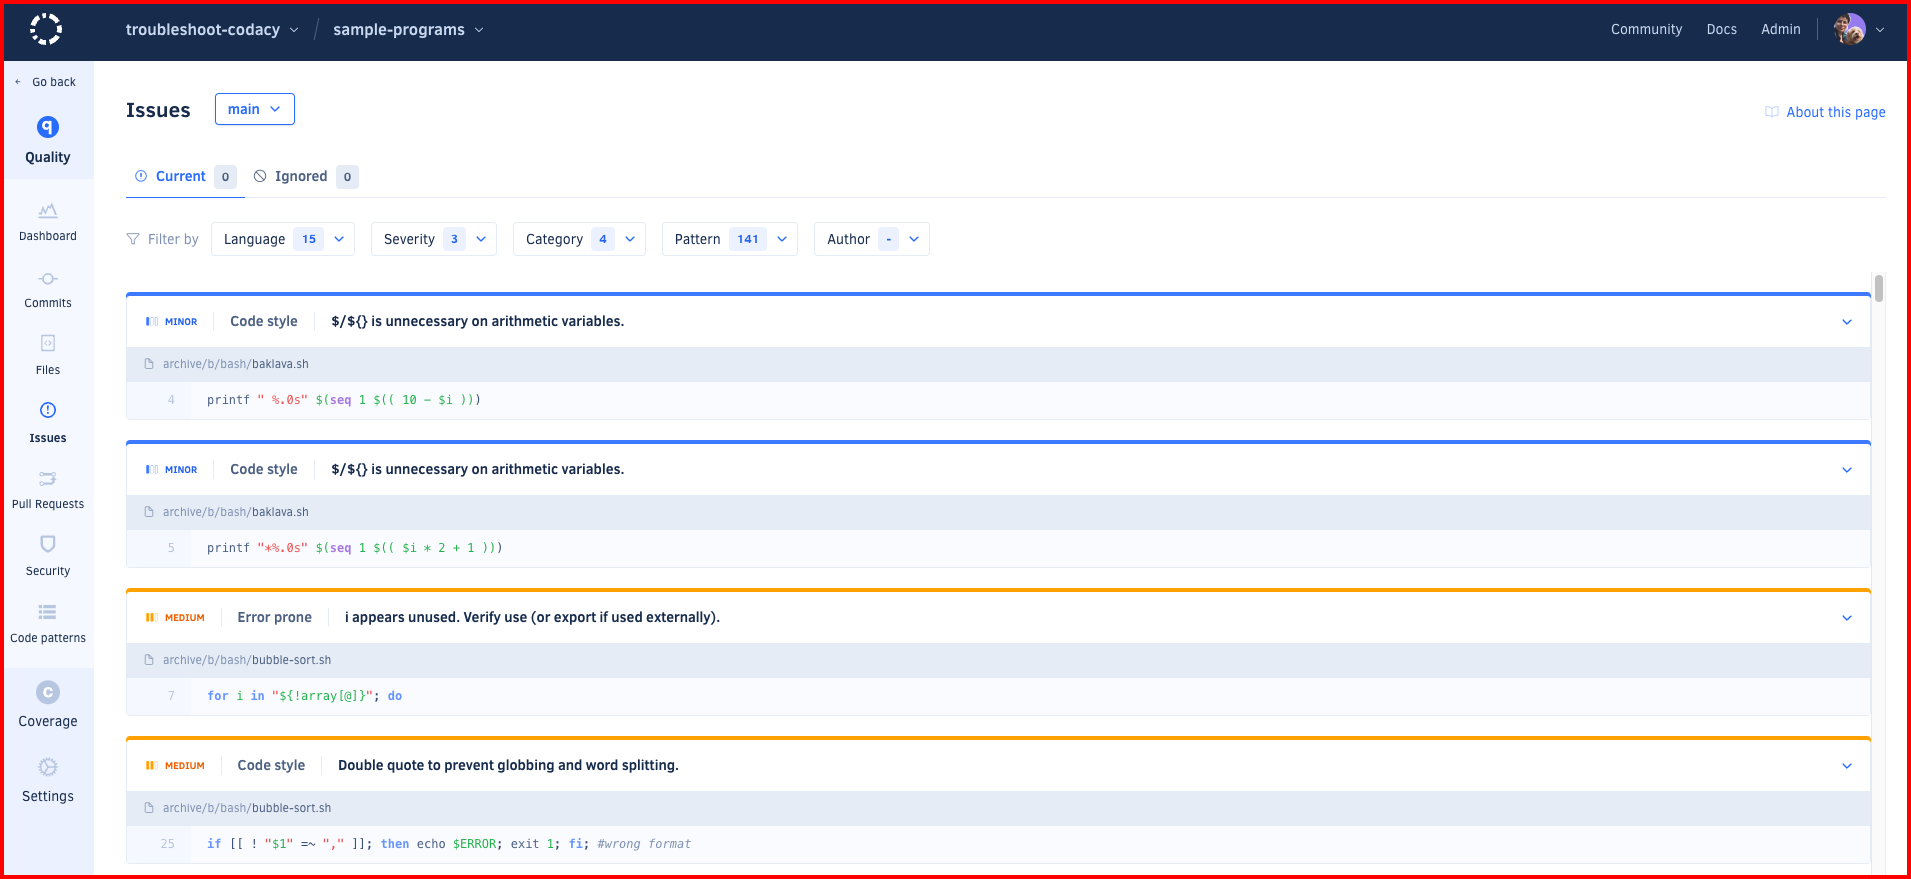 troubleshoot-codacy / sample-programs Community Docs Admin
Go back
q
Quality
Dashboard
Commits
Files
Issues
Pull Requests
Security
Code patterns
C
Coverage
Settings
Issues main
About this page
Current 0 Ignored 0
Filter by Language 15 Severity 3 Category 4 Pattern 141 Author -
MINOR Code style $/${} is unnecessary on arithmetic variables.
archive/b/bash/baklava.sh
4 printf " %.0s" $(seq 1 $(( 10 - $i )))
MINOR Code style $/${} is unnecessary on arithmetic variables.
archive/b/bash/baklava.sh
5 printf "*%.0s" $(seq 1 $(( $i * 2 + 1 )))
MEDIUM Error prone i appears unused. Verify use (or export if used externally).
archive/b/bash/bubble-sort.sh
7 for i in "${!array[@]}"; do
MEDIUM Code style Double quote to prevent globbing and word splitting.
archive/b/bash/bubble-sort.sh
25 if [[ ! "$1" =~ "," ]]; then echo $ERROR; exit 1; fi; #wrong format